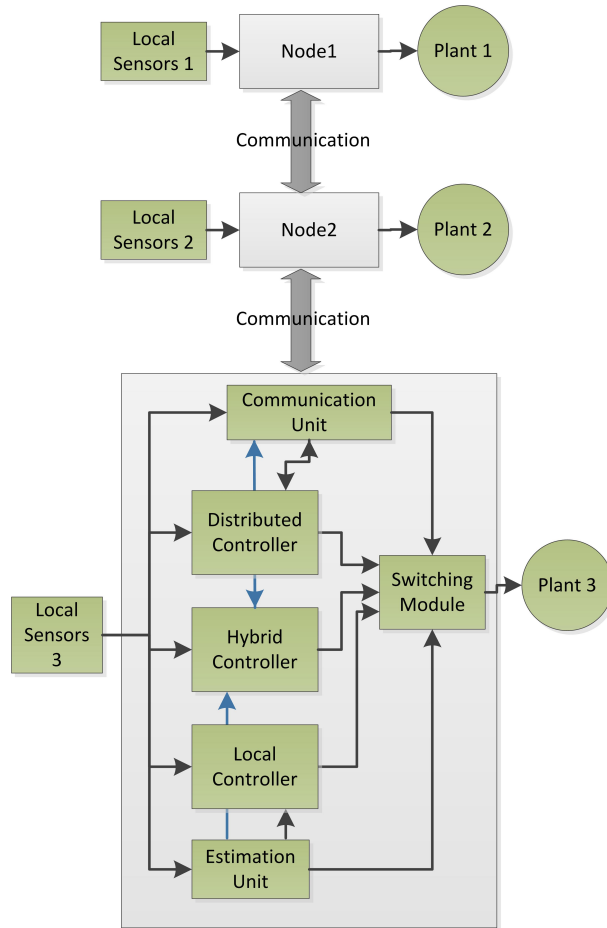 Local
Sensors 1
Node1
Plant 1
Communication
Local
Sensors 2
Node2
Plant 2
Communication
Communication
Unit
Distributed
Controller
Switching
Module
Plant 3
Local
Sensors
3
Hybrid
Controller
Local
Controller
Estimation
Unit